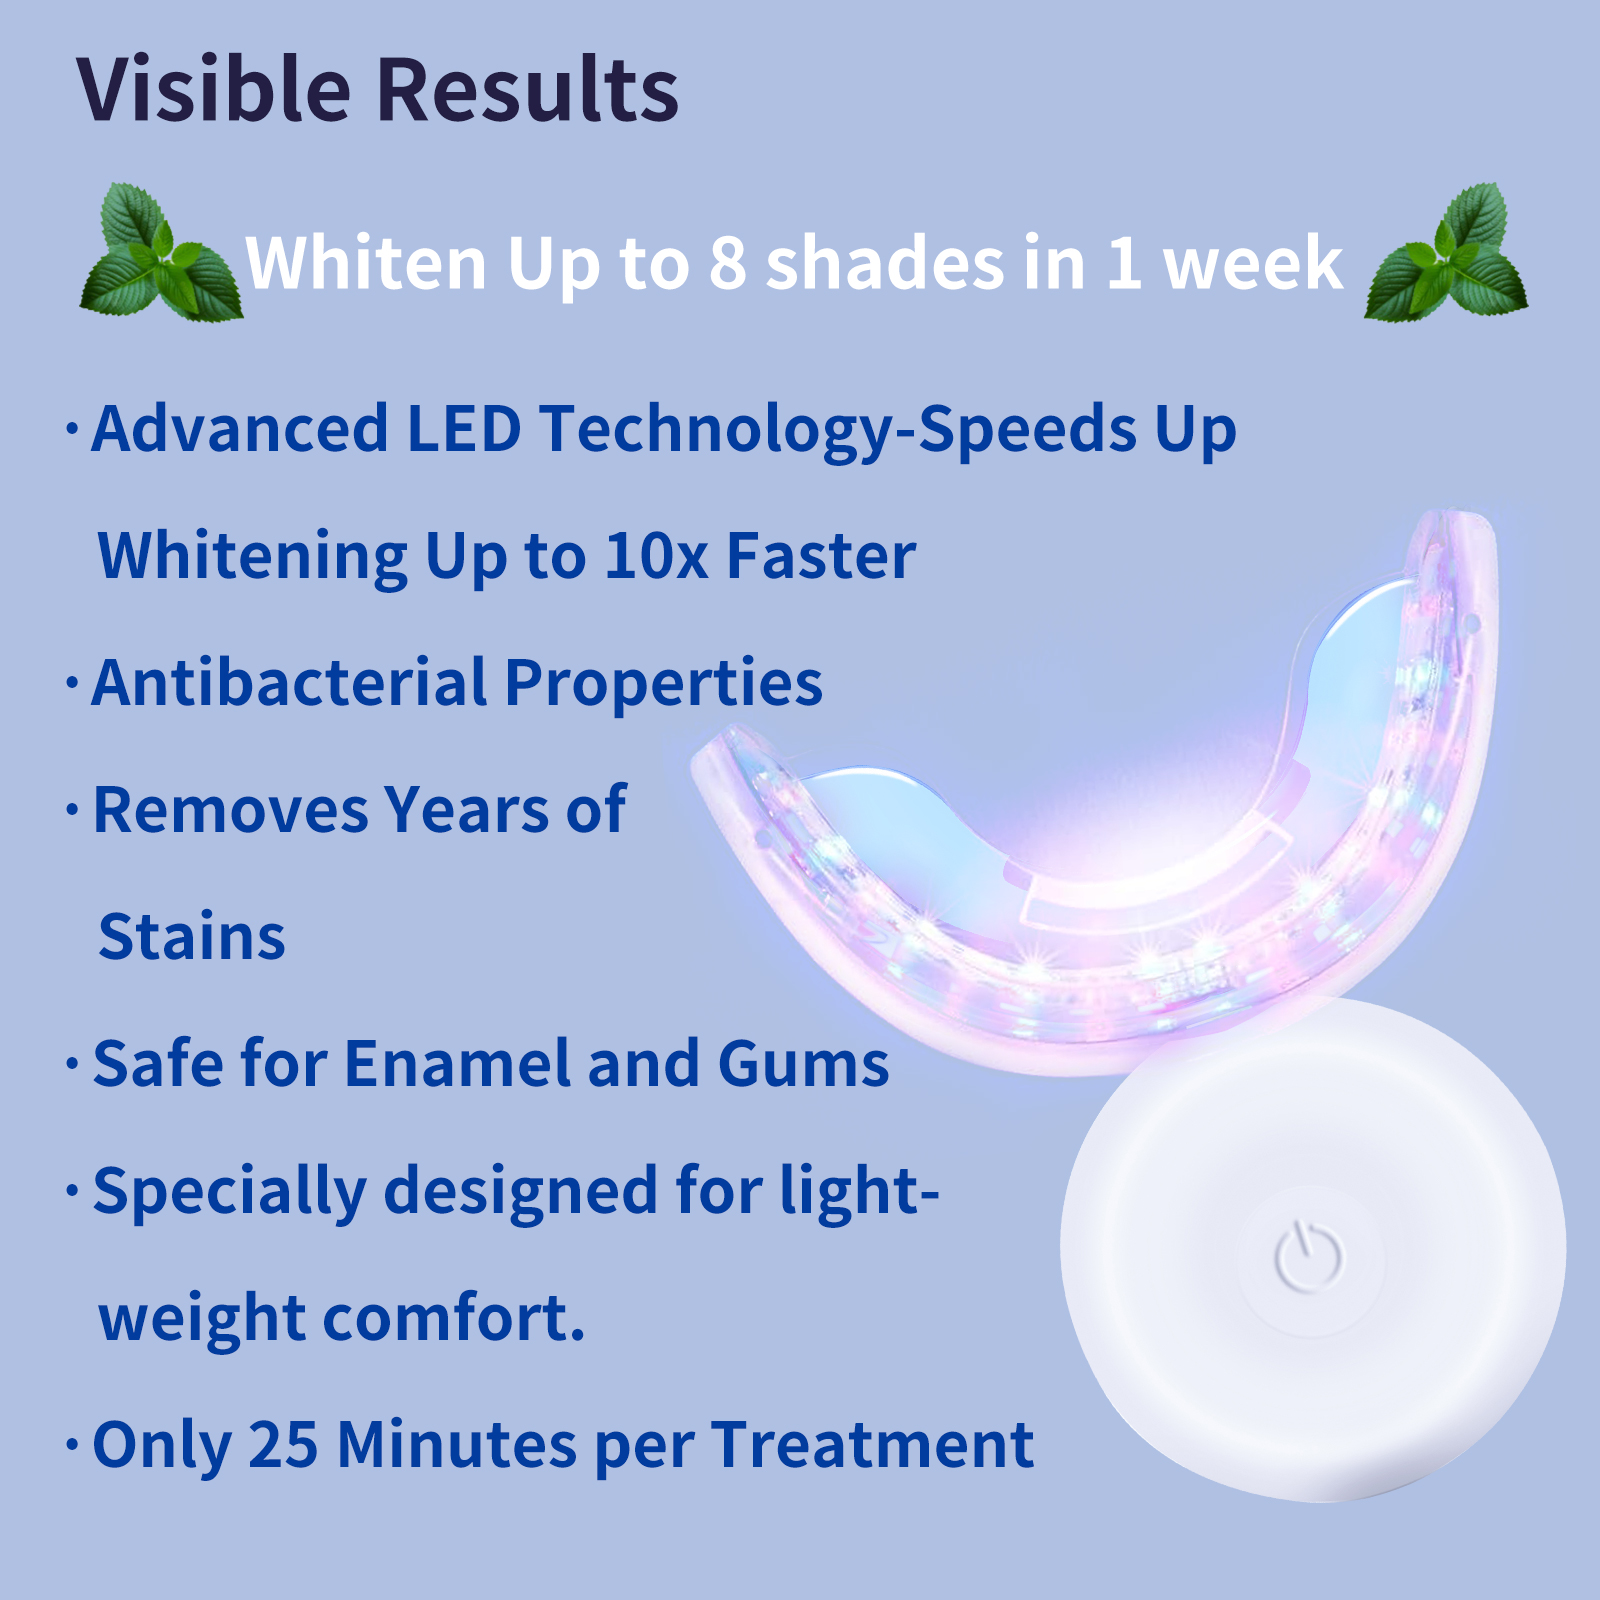 Visible Results
Whiten Up to 8 shades in 1 week
· Advanced LED Technology-Speeds Up
Whitening Up to 10x Faster
· Antibacterial Properties
· Removes Years of
Stains
· Safe for Enamel and Gums
· Specially designed for light-
weight comfort.
· Only 25 Minutes per Treatment